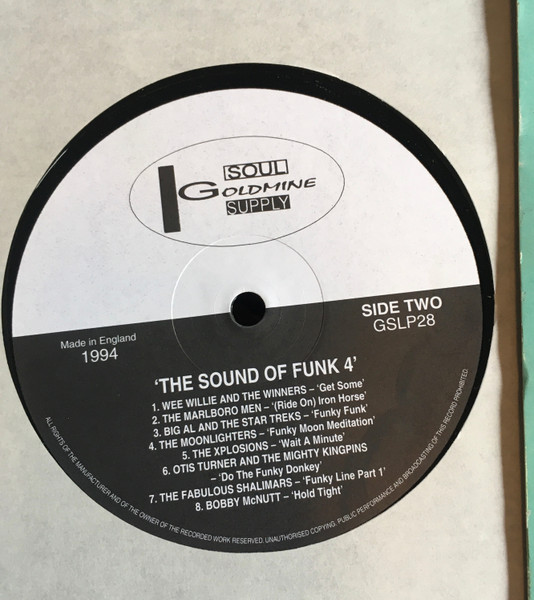 SOUL
GOLDMINE
SUPPLY
SIDE TWO
GSLP28
Made in England
1994
'THE SOUND OF FUNK 4'
1. WEE WILLIE AND THE WINNERS – 'Get Some'
2. THE MARLBORO MEN – '(Ride On) Iron Horse'
3. BIG AL AND THE STAR TREKS – 'Funky Funk'
4. THE MOONLIGHTERS – 'Funky Moon Meditation'
5. THE XPLOSIONS – 'Wait A Minute'
6. OTIS TURNER AND THE MIGHTY KINGPINS
– 'Do The Funky Donkey'
7. THE FABULOUS SHALIMARS – 'Funky Line Part 1'
8. BOBBY McNUTT – 'Hold Tight'
ALL RIGHTS OF THE MANUFACTURER AND OF THE OWNER OF THE RECORDED WORK RESERVED. UNAUTHORISED COPYING, PUBLIC PERFORMANCE AND BROADCASTING OF THIS RECORD PROHIBITED